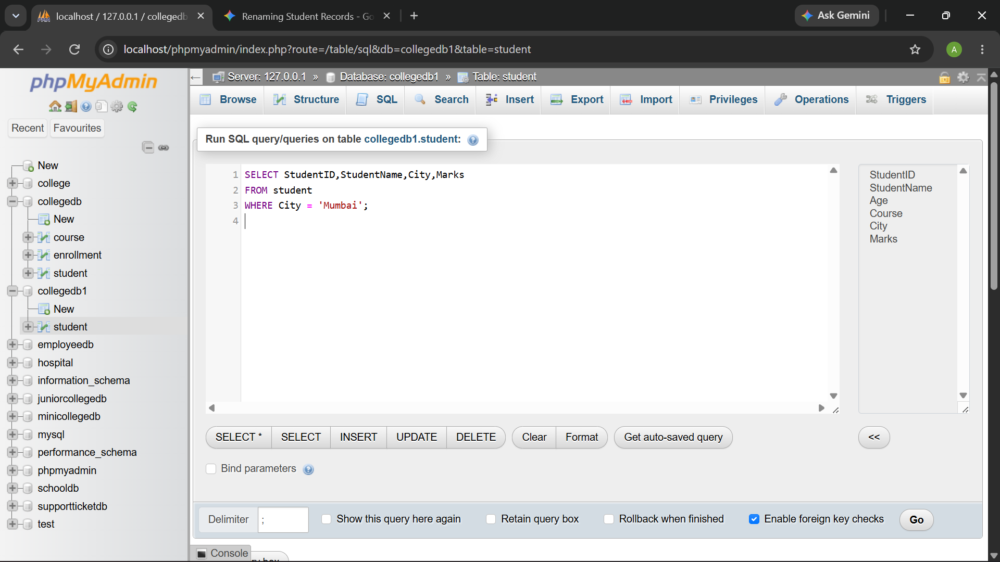 localhost / 127.0.0.1 / collegedb
Renaming Student Records - Go
Ask Gemini
localhost/phpmyadmin/index.php?route=/table/sql&db=collegedb1&table=student
A
phpMyAdmin
Recent
Favourites
New
college
collegedb
New
course
enrollment
student
collegedb1
New
student
employeedb
hospital
information_schema
juniorcollegedb
minicollegedb
mysql
performance_schema
phpmyadmin
schooldb
supportticketdb
test
Server: 127.0.0.1 » Database: collegedb1 » Table: student
Browse Structure SQL Search Insert Export Import Privileges Operations Triggers
Run SQL query/queries on table collegedb1.student:
1 SELECT StudentID,StudentName,City,Marks
2 FROM student
3 WHERE City = 'Mumbai';
4
StudentID
StudentName
Age
Course
City
Marks
SELECT * SELECT INSERT UPDATE DELETE Clear Format Get auto-saved query <<
Bind parameters
Delimiter ; Show this query here again Retain query box Rollback when finished Enable foreign key checks Go
Console